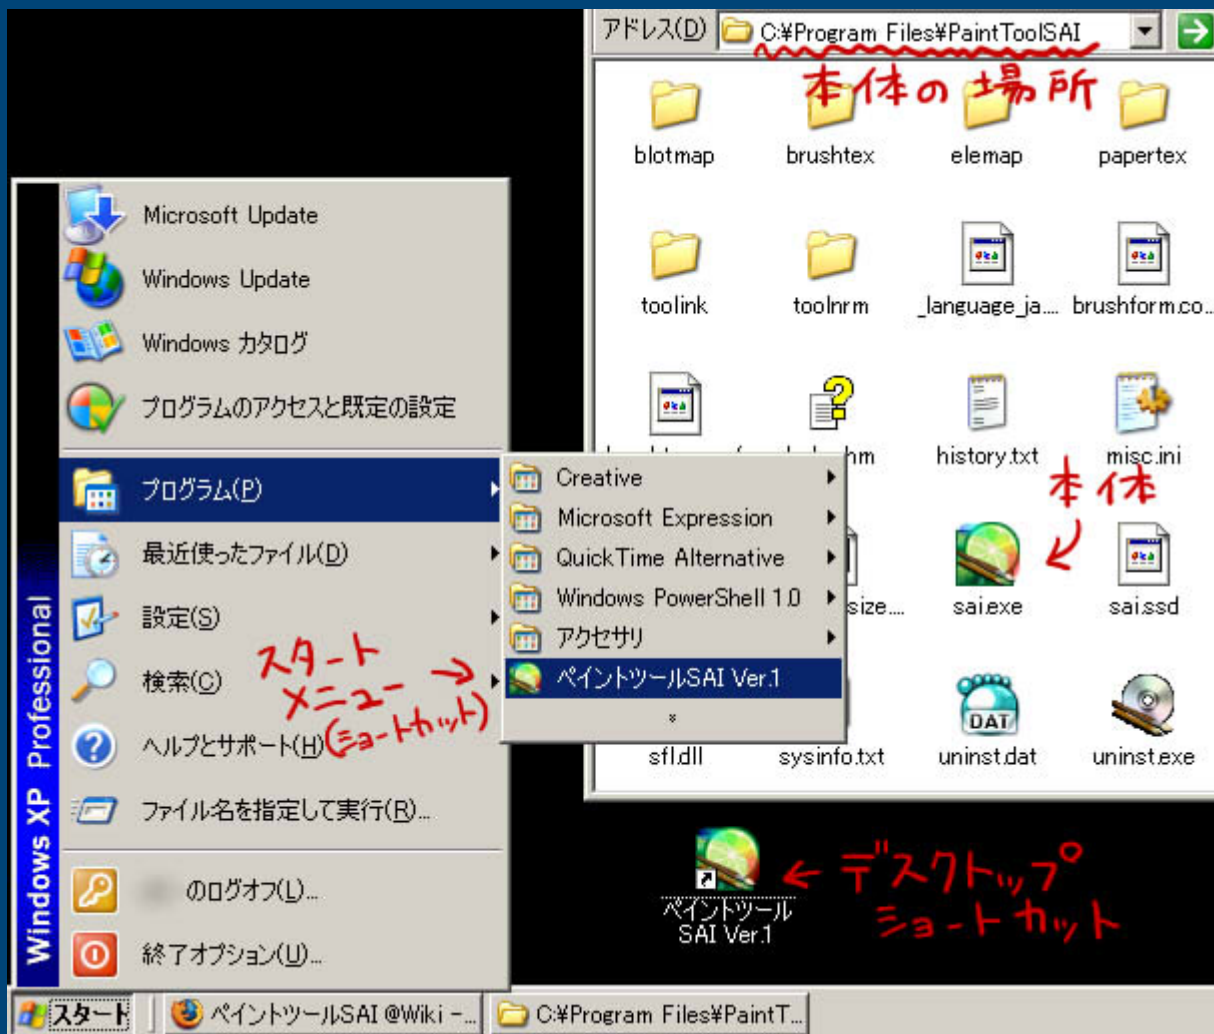 アドレス(D)
C:¥Program Files¥PaintToolSAI
本体の場所
blotmap
brushtex
elemap
papertex
toolink
toolnrm
_language_ja....
brushform.co...
history.txt
misc.ini
本体
size....
sai.exe
sai.ssd
sfl.dll
sysinfo.txt
DAT
uninst.dat
uninst.exe
Microsoft Update
Windows Update
Windows カタログ
プログラムのアクセスと既定の設定
プログラム(P)
最近使ったファイル(D)
設定(S)
検索(C)
ヘルプとサポート(H)
ファイル名を指定して実行(R)...
のログオフ(L)...
終了オプション(U)...
Windows XP Professional
Creative
Microsoft Expression
QuickTime Alternative
Windows PowerShell 1.0
アクセサリ
ペイントツールSAI Ver.1
スタート
メニュー
(ショートカット)
ペイントツール
SAI Ver.1
←デスクトップ
ショートカット
スタート
ペイントツールSAI @Wiki -...
C:¥Program Files¥PaintT...